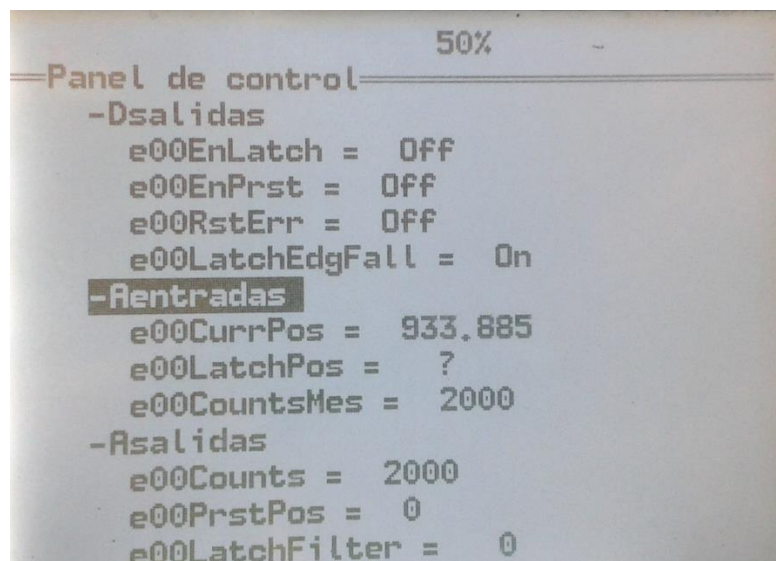 50%
Panel de control
-Dsalidas
e00EnLatch = Off
e00EnPrst = Off
e00RstErr = Off
e00LatchEdgFall = On
-Aentradas
e00CurrPos = 933.885
e00LatchPos = ?
e00CountsMes = 2000
-Asalidas
e00Counts = 2000
e00PrstPos = 0
e00LatchFilter = 0